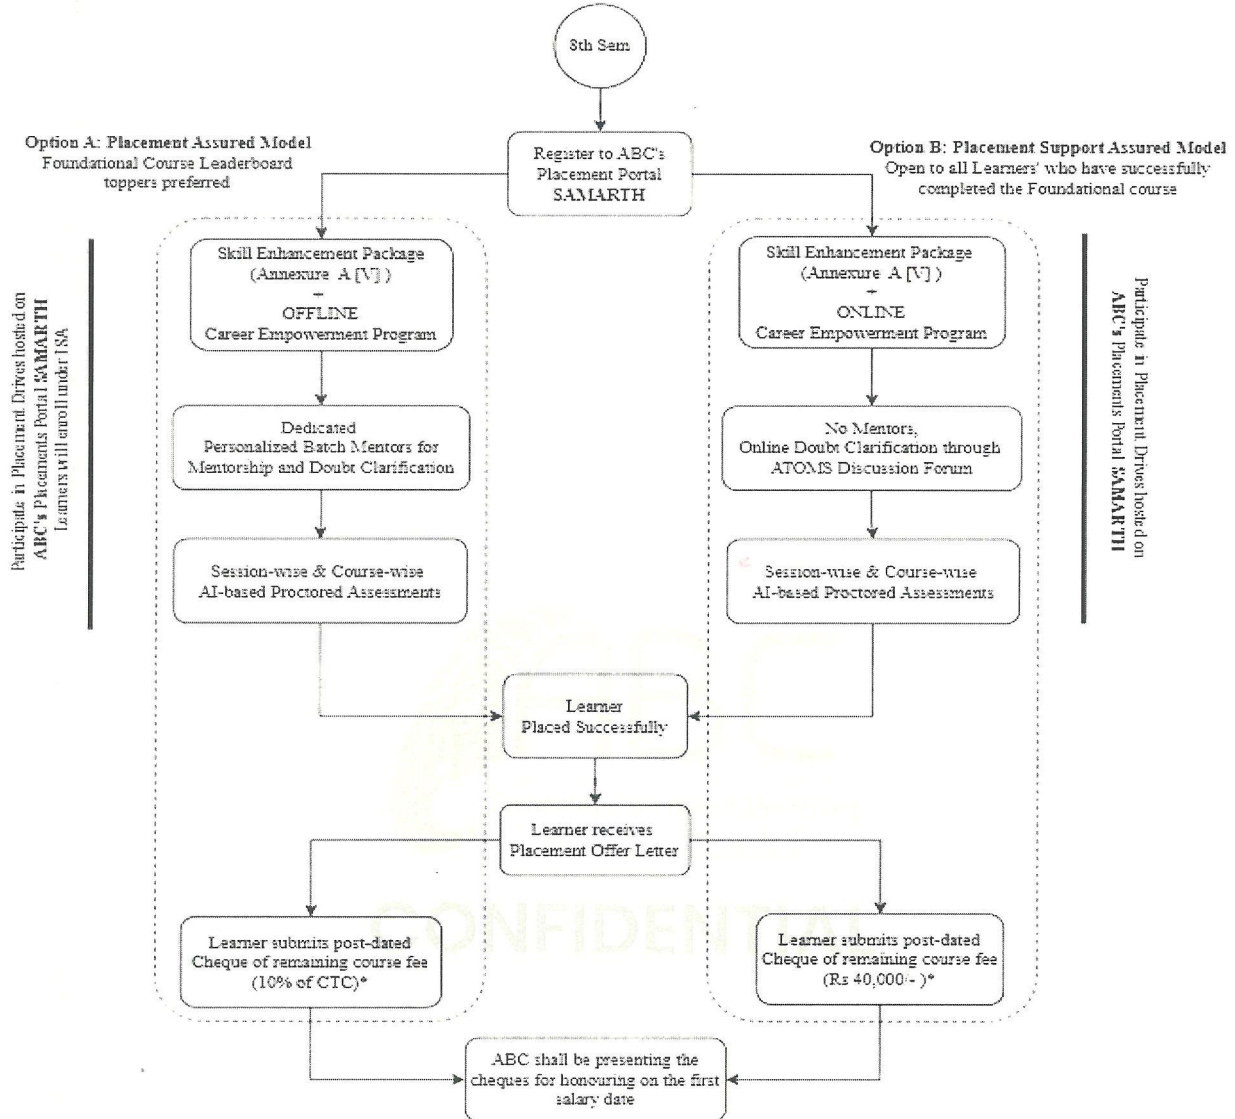 8th Sem
Option A: Placement Assured Model
Foundational Course Leaderboard
toppers preferred
Register to ABC's
Placement Portal
SAMARTH
Option B: Placement Support Assured Model
Open to all Learners' who have successfully
completed the Foundational course
Participate in Placement Drives hosted on
ABC's Placements Portal SAMARTH
Learners will enroll under ISA
Skill Enhancement Package
(Annexure A [V] )
+
OFFLINE
Career Empowerment Program
Skill Enhancement Package
(Annexure A [V] )
+
ONLINE
Career Empowerment Program
Participate in Placement Drives hosted on
ABC's Placements Portal SAMARTH
Dedicated
Personalized Batch Mentors for
Mentorship and Doubt Clarification
No Mentors,
Online Doubt Clarification through
ATOMS Discussion Forum
Session-wise & Course-wise
AI-based Proctored Assessments
Session-wise & Course-wise
AI-based Proctored Assessments
ABC
Learner
Placed Successfully
Learner receives
Placement Offer Letter
CONFIDENTIAL
Learner submits post-dated
Cheque of remaining course fee
(10% of CTC)*
Learner submits post-dated
Cheque of remaining course fee
(Rs 40,000/- )*
ABC shall be presenting the
cheques for honouring on the first
salary date